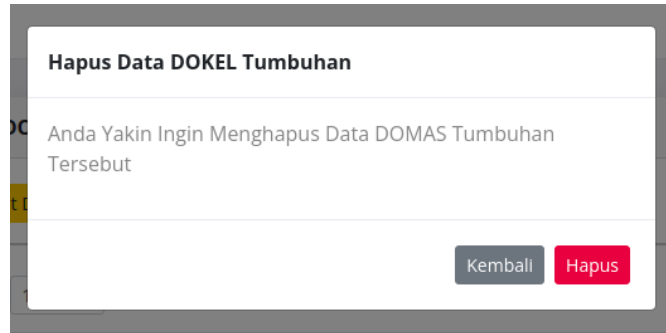 Hapus Data DOKEL Tumbuhan
Anda Yakin Ingin Menghapus Data DOMAS Tumbuhan
Tersebut
Kembali
Hapus